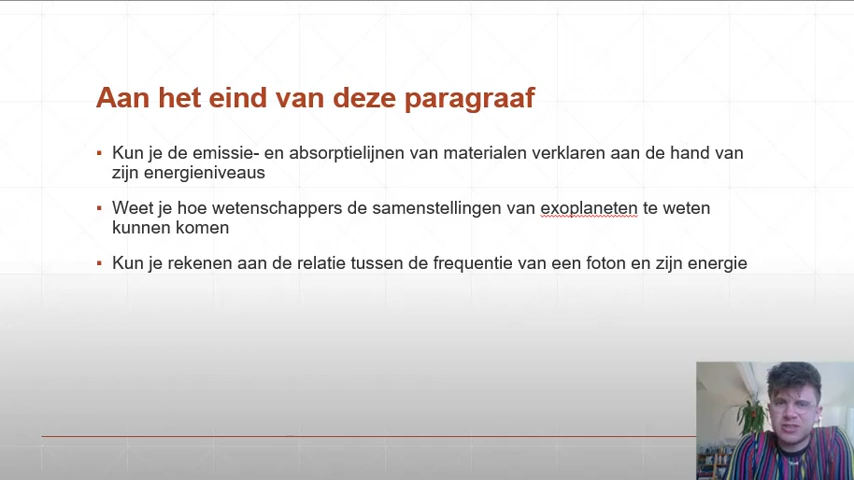 Aan het eind van deze paragraaf
▪ Kun je de emissie- en absorptielijnen van materialen verklaren aan de hand van
zijn energieniveaus
▪ Weet je hoe wetenschappers de samenstellingen van exoplaneten te weten
kunnen komen
▪ Kun je rekenen aan de relatie tussen de frequentie van een foton en zijn energie